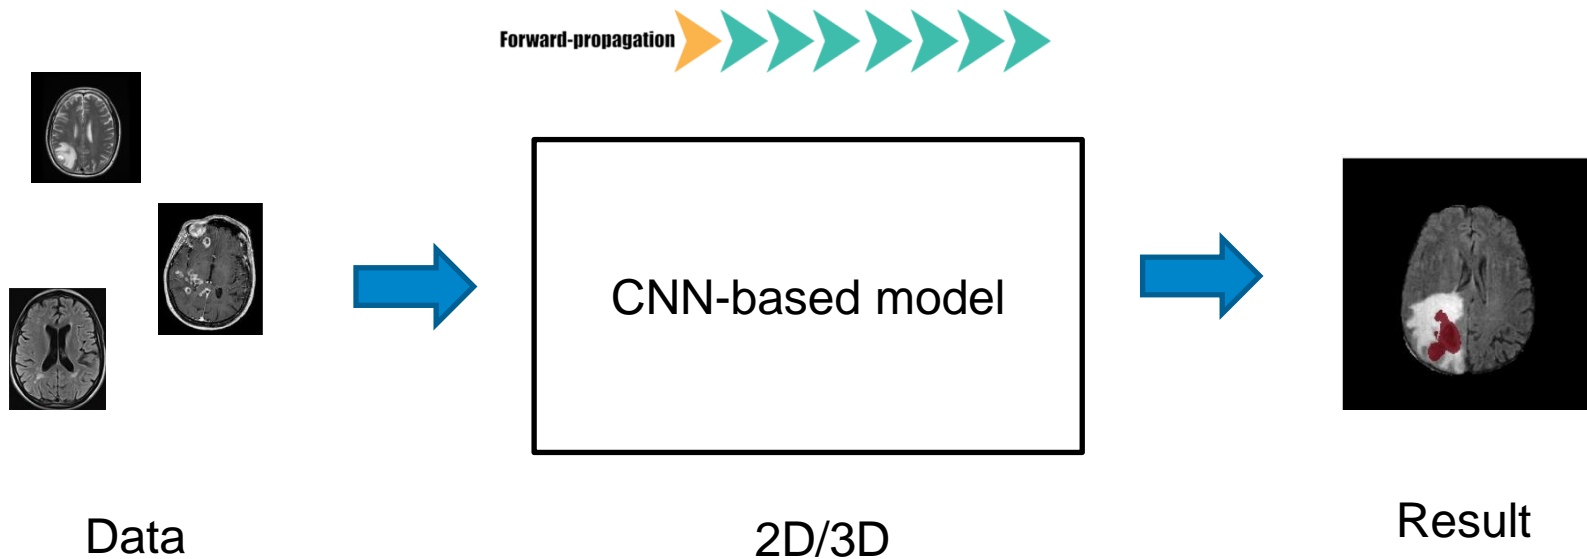 Forward-propagation
CNN-based model
Data
2D/3D
Result